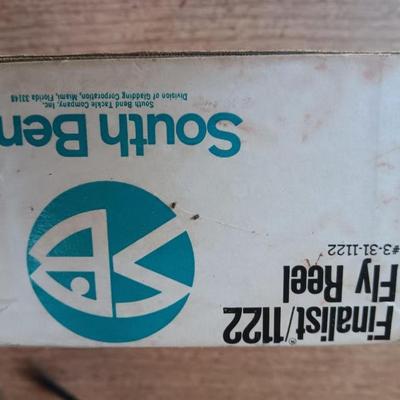 Finalist®/1122
Fly Reel
#3-31-1122
South Ben
South Bend Tackle Company, Inc.
Division of Gladding Corporation, Miami, Florida 33148